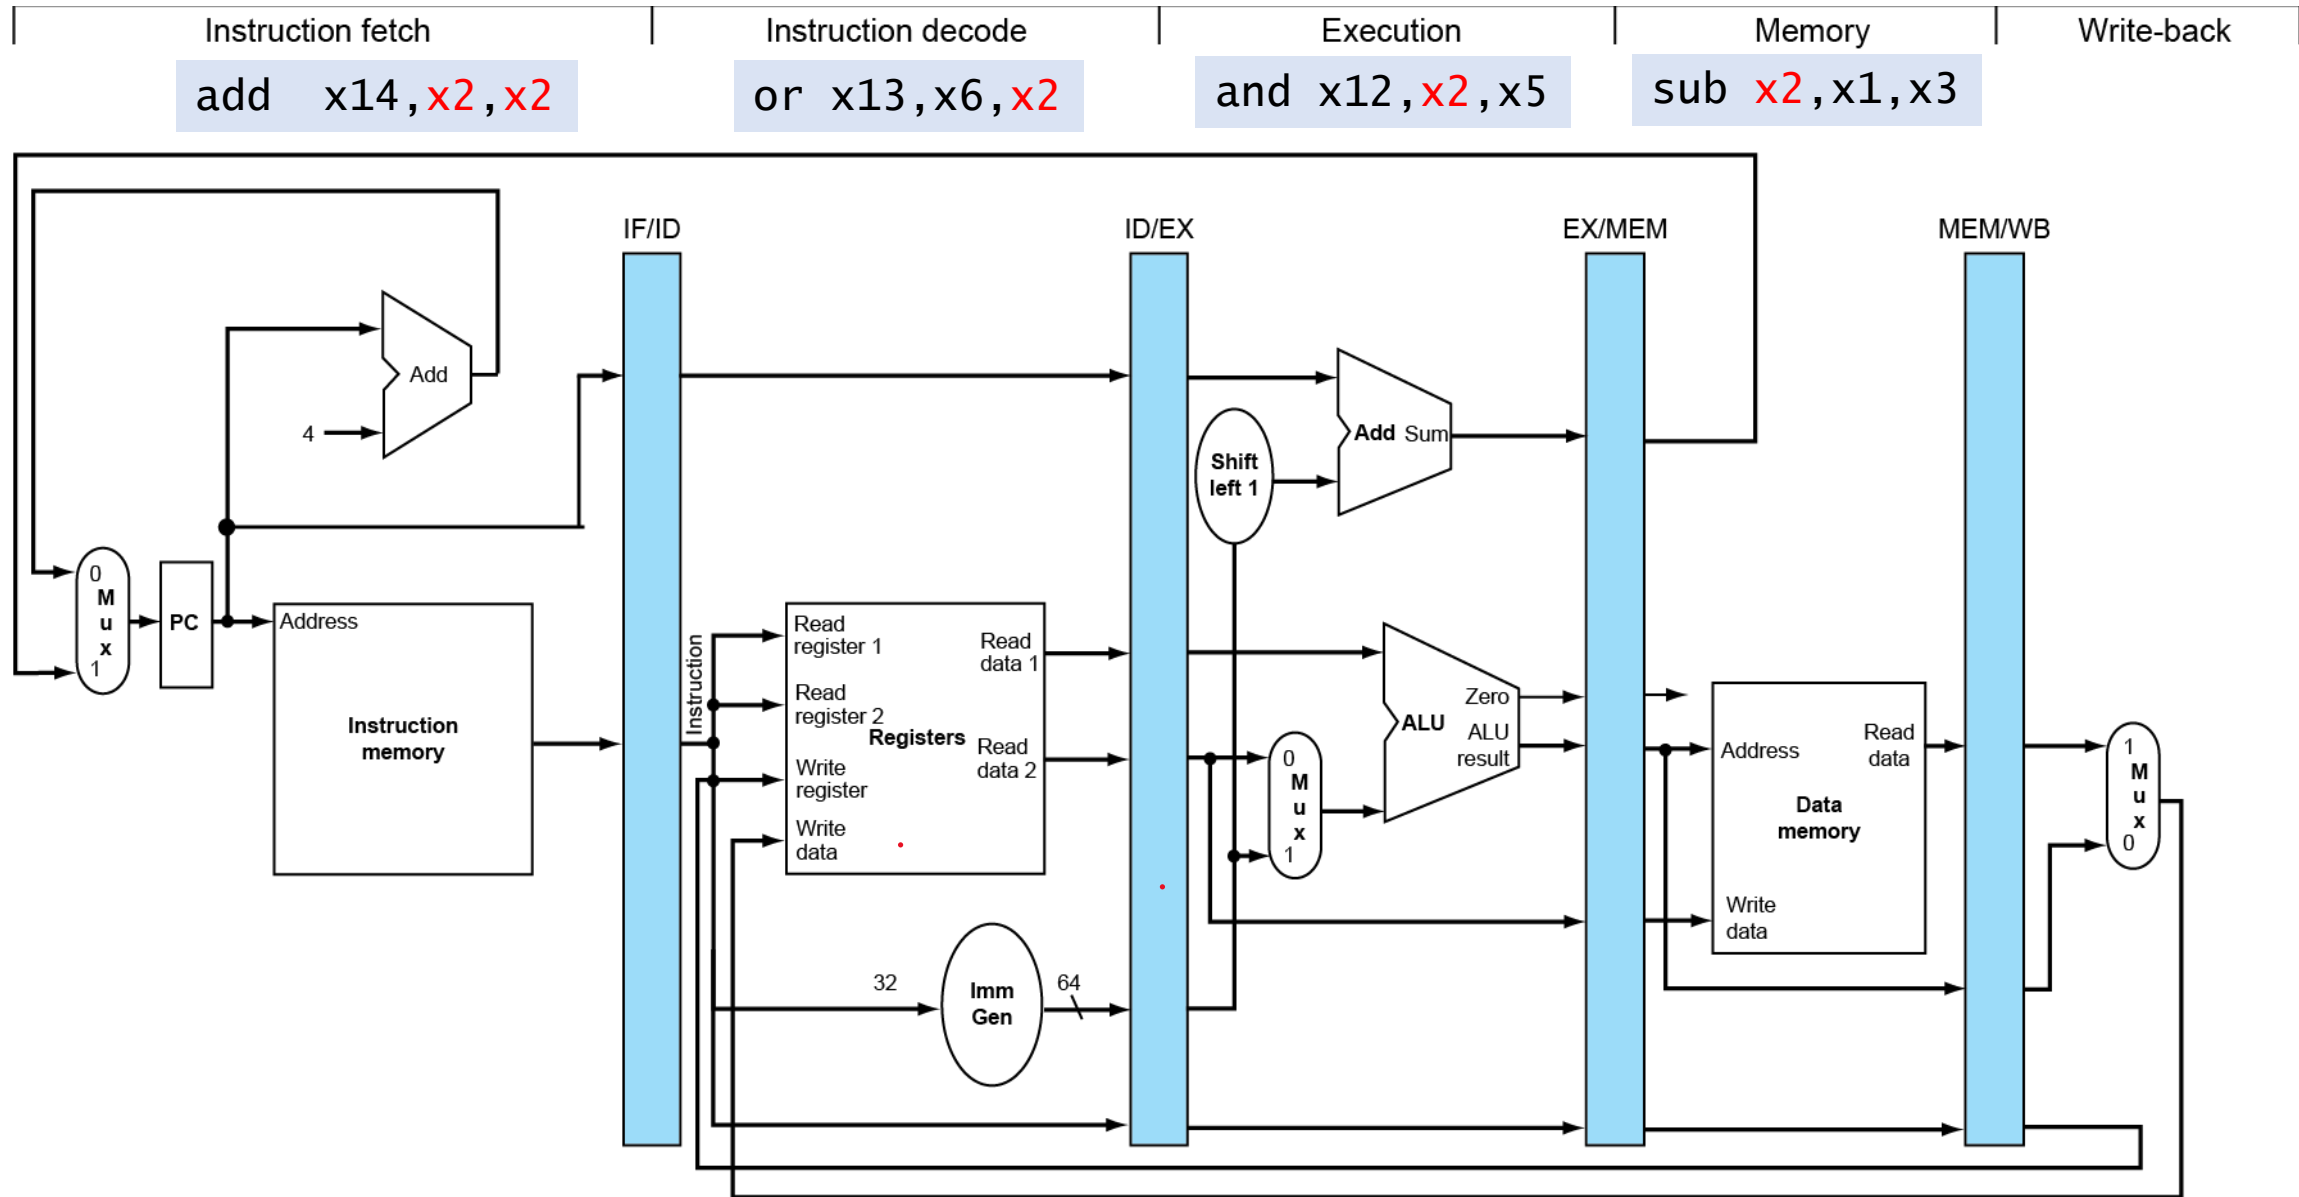 Instruction fetch
Instruction decode
Execution
Memory
Write-back
add  x14,x2,x2
or x13,x6,x2
and x12,x2,x5
sub x2,x1,x3
IF/ID
ID/EX
EX/MEM
MEM/WB
Add
4
Add Sum
Shift
left 1
0
M
u
x
1
PC
Address
Instruction
memory
Instruction
Read
register 1
Read
register 2
Write
register
Write
data
Registers
Read
data 1
Read
data 2
32
Imm
Gen
64
0
M
u
x
1
ALU
Zero
ALU
result
Address
Read
data
Data
memory
Write
data
1
M
u
x
0